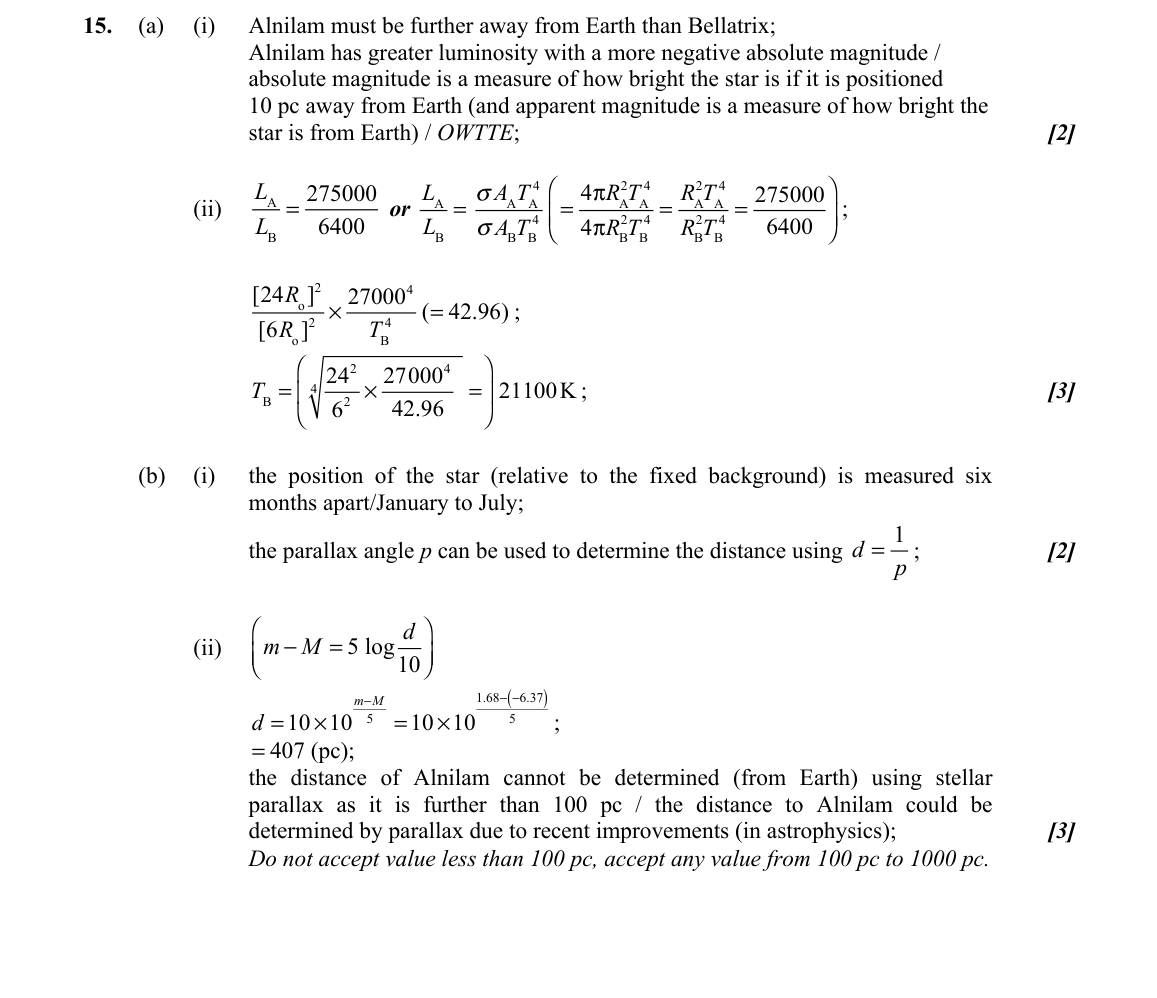 15. (a) (i) Alnilam must be further away from Earth than Bellatrix;
Alnilam has greater luminosity with a more negative absolute magnitude /
absolute magnitude is a measure of how bright the star is if it is positioned
10 pc away from Earth (and apparent magnitude is a measure of how bright the
star is from Earth) / OWTTE; [2]
(ii) L_A/L_B = 275000/6400 or L_A/L_B = σA_AT_A^4/σA_BT_B^4 (= 4πR_A^2T_A^4/4πR_B^2T_B^4 = R_A^2T_A^4/R_B^2T_B^4 = 275000/6400);
[24R_o]^2/[6R_o]^2 × 27000^4/T_B^4 (= 42.96);
T_B = (∜(24^2/6^2 × 27000^4/42.96) =) 21100K; [3]
(b) (i) the position of the star (relative to the fixed background) is measured six
months apart/January to July;
the parallax angle p can be used to determine the distance using d = 1/p; [2]
(ii) (m − M = 5 log d/10)
d = 10×10^((m−M)/5) = 10×10^((1.68−(−6.37))/5);
= 407 (pc);
the distance of Alnilam cannot be determined (from Earth) using stellar
parallax as it is further than 100 pc / the distance to Alnilam could be
determined by parallax due to recent improvements (in astrophysics); [3]
Do not accept value less than 100 pc, accept any value from 100 pc to 1000 pc.